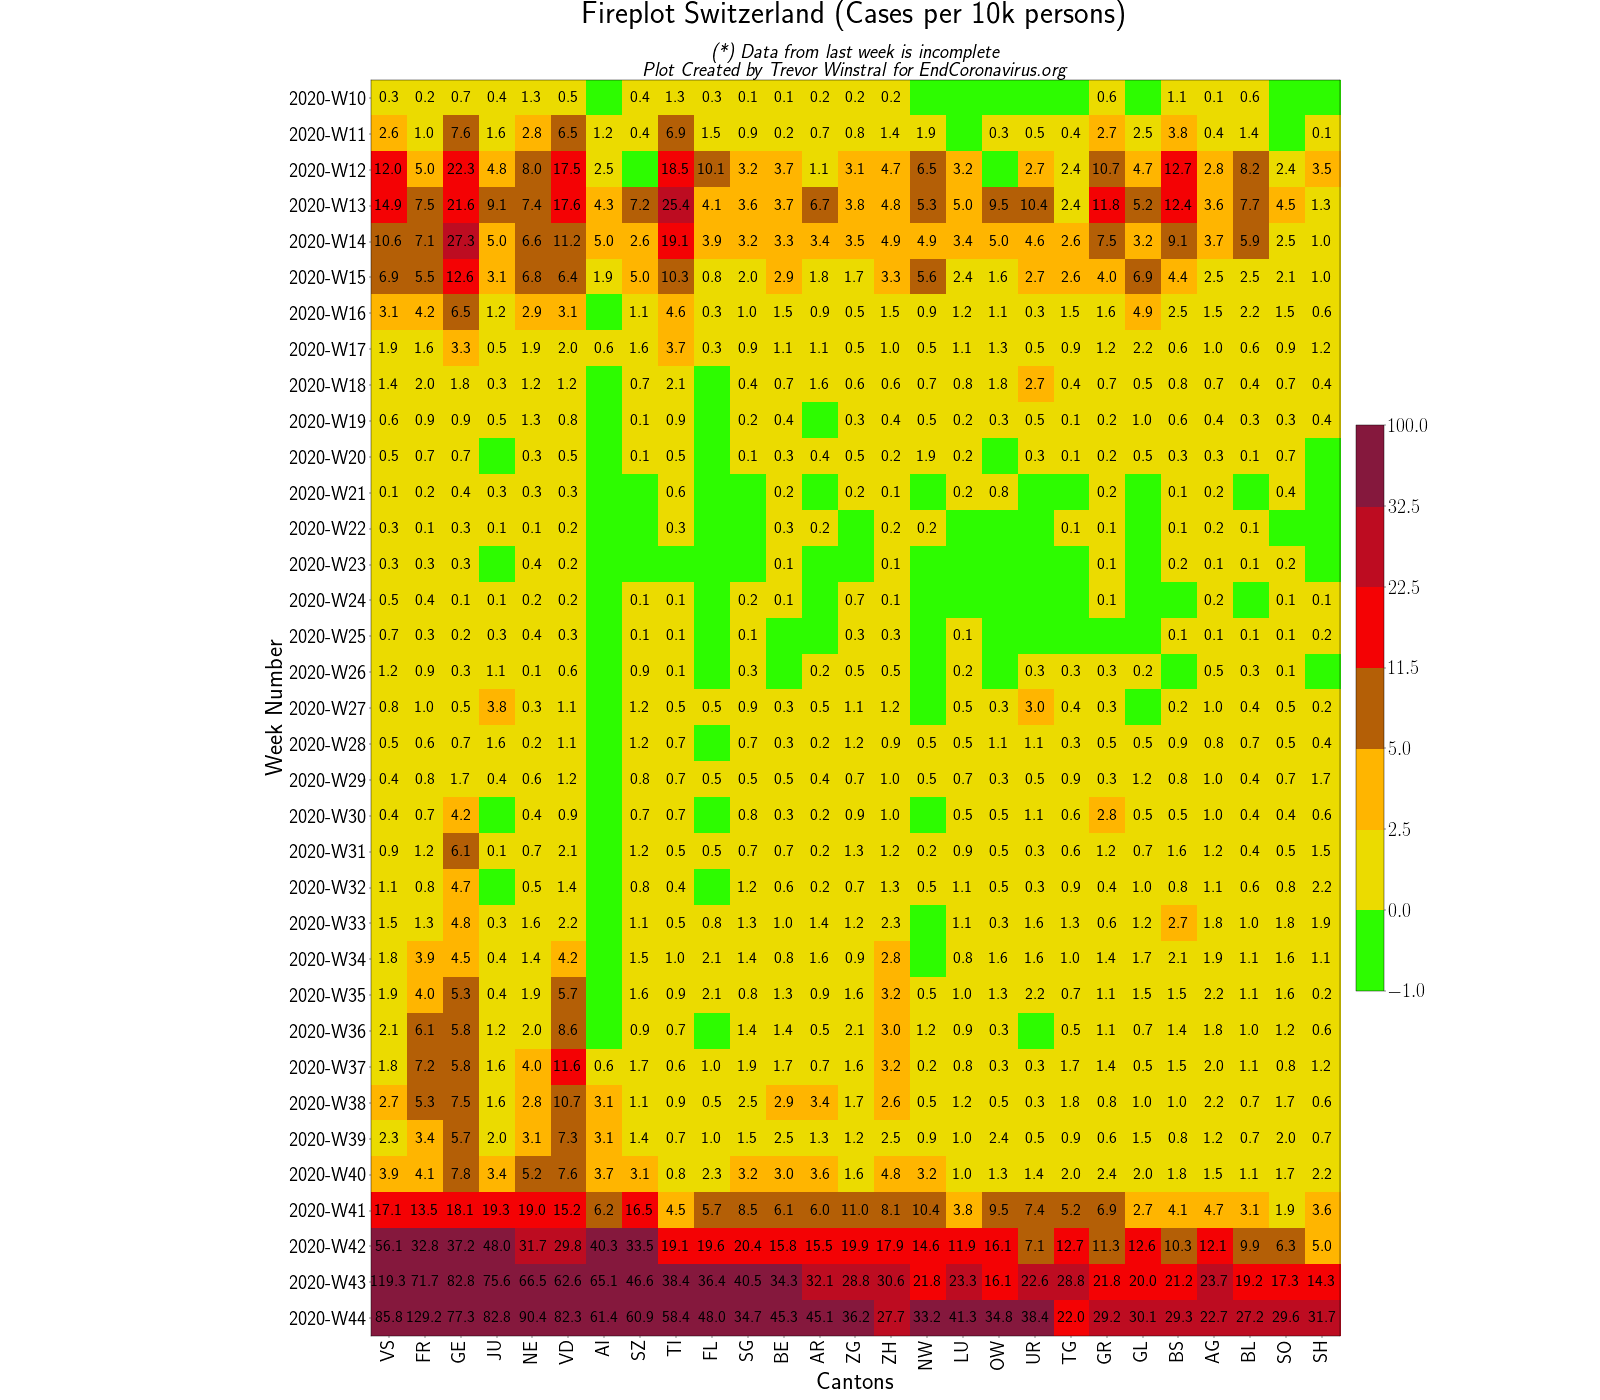 Fireplot Switzerland (Cases per 10k persons)
(*) Data from last week is incomplete
Plot Created by Trevor Winstral for EndCoronavirus.org
2020-W10 0.3 0.2 0.7 0.4 1.3 0.5 0.4 1.3 0.3 0.1 0.1 0.2 0.2 0.2 0.6 1.1 0.1 0.6
2020-W11 2.6 1.0 7.6 1.6 2.8 6.5 1.2 0.4 6.9 1.5 0.9 0.2 0.7 0.8 1.4 1.9 0.3 0.5 0.4 2.7 2.5 3.8 0.4 1.4 0.1
2020-W12 12.0 5.0 22.3 4.8 8.0 17.5 2.5 18.5 10.1 3.2 3.7 1.1 3.1 4.7 6.5 3.2 2.7 2.4 10.7 4.7 12.7 2.8 8.2 2.4 3.5
2020-W13 14.9 7.5 21.6 9.1 7.4 17.6 4.3 7.2 25.4 4.1 3.6 3.7 6.7 3.8 4.8 5.3 5.0 9.5 10.4 2.4 11.8 5.2 12.4 3.6 7.7 4.5 1.3
2020-W14 10.6 7.1 27.3 5.0 6.6 11.2 5.0 2.6 19.1 3.9 3.2 3.3 3.4 3.5 4.9 4.9 3.4 5.0 4.6 2.6 7.5 3.2 9.1 3.7 5.9 2.5 1.0
2020-W15 6.9 5.5 12.6 3.1 6.8 6.4 1.9 5.0 10.3 0.8 2.0 2.9 1.8 1.7 3.3 5.6 2.4 1.6 2.7 2.6 4.0 6.9 4.4 2.5 2.5 2.1 1.0
2020-W16 3.1 4.2 6.5 1.2 2.9 3.1 1.1 4.6 0.3 1.0 1.5 0.9 0.5 1.5 0.9 1.2 1.1 0.3 1.5 1.6 4.9 2.5 1.5 2.2 1.5 0.6
2020-W17 1.9 1.6 3.3 0.5 1.9 2.0 0.6 1.6 3.7 0.3 0.9 1.1 1.1 0.5 1.0 0.5 1.1 1.3 0.5 0.9 1.2 2.2 0.6 1.0 0.6 0.9 1.2
2020-W18 1.4 2.0 1.8 0.3 1.2 1.2 0.7 2.1 0.4 0.7 1.6 0.6 0.6 0.7 0.8 1.8 2.7 0.4 0.7 0.5 0.8 0.7 0.4 0.7 0.4
2020-W19 0.6 0.9 0.9 0.5 1.3 0.8 0.1 0.9 0.2 0.4 0.3 0.4 0.5 0.2 0.3 0.5 0.1 0.2 1.0 0.6 0.4 0.3 0.3 0.4
2020-W20 0.5 0.7 0.7 0.3 0.5 0.1 0.5 0.1 0.3 0.4 0.5 0.2 1.9 0.2 0.3 0.1 0.2 0.5 0.3 0.3 0.1 0.7
2020-W21 0.1 0.2 0.4 0.3 0.3 0.3 0.6 0.2 0.2 0.1 0.2 0.8 0.2 0.1 0.2 0.4
2020-W22 0.3 0.1 0.3 0.1 0.1 0.2 0.3 0.3 0.2 0.2 0.2 0.1 0.1 0.1 0.2 0.1
2020-W23 0.3 0.3 0.3 0.4 0.2 0.1 0.1 0.1 0.2 0.1 0.1 0.2
2020-W24 0.5 0.4 0.1 0.1 0.2 0.2 0.1 0.1 0.2 0.1 0.7 0.1 0.1 0.2 0.1 0.1
2020-W25 0.7 0.3 0.2 0.3 0.4 0.3 0.1 0.1 0.1 0.3 0.3 0.1 0.1 0.1 0.1 0.1 0.2
2020-W26 1.2 0.9 0.3 1.1 0.1 0.6 0.9 0.1 0.3 0.2 0.5 0.5 0.2 0.3 0.3 0.3 0.2 0.5 0.3 0.1
2020-W27 0.8 1.0 0.5 3.8 0.3 1.1 1.2 0.5 0.5 0.9 0.3 0.5 1.1 1.2 0.5 0.3 3.0 0.4 0.3 0.2 1.0 0.4 0.5 0.2
2020-W28 0.5 0.6 0.7 1.6 0.2 1.1 1.2 0.7 0.7 0.3 0.2 1.2 0.9 0.5 0.5 1.1 1.1 0.3 0.5 0.5 0.9 0.8 0.7 0.5 0.4
2020-W29 0.4 0.8 1.7 0.4 0.6 1.2 0.8 0.7 0.5 0.5 0.5 0.4 0.7 1.0 0.5 0.7 0.3 0.5 0.9 0.3 1.2 0.8 1.0 0.4 0.7 1.7
2020-W30 0.4 0.7 4.2 0.4 0.9 0.7 0.7 0.8 0.3 0.2 0.9 1.0 0.5 0.5 1.1 0.6 2.8 0.5 0.5 1.0 0.4 0.4 0.6
2020-W31 0.9 1.2 6.1 0.1 0.7 2.1 1.2 0.5 0.5 0.7 0.7 0.2 1.3 1.2 0.2 0.9 0.5 0.3 0.6 1.2 0.7 1.6 1.2 0.4 0.5 1.5
2020-W32 1.1 0.8 4.7 0.5 1.4 0.8 0.4 1.2 0.6 0.2 0.7 1.3 0.5 1.1 0.5 0.3 0.9 0.4 1.0 0.8 1.1 0.6 0.8 2.2
2020-W33 1.5 1.3 4.8 0.3 1.6 2.2 1.1 0.5 0.8 1.3 1.0 1.4 1.2 2.3 1.1 0.3 1.6 1.3 0.6 1.2 2.7 1.8 1.0 1.8 1.9
2020-W34 1.8 3.9 4.5 0.4 1.4 4.2 1.5 1.0 2.1 1.4 0.8 1.6 0.9 2.8 0.8 1.6 1.6 1.0 1.4 1.7 2.1 1.9 1.1 1.6 1.1
2020-W35 1.9 4.0 5.3 0.4 1.9 5.7 1.6 0.9 2.1 0.8 1.3 0.9 1.6 3.2 0.5 1.0 1.3 2.2 0.7 1.1 1.5 1.5 2.2 1.1 1.6 0.2
2020-W36 2.1 6.1 5.8 1.2 2.0 8.6 0.9 0.7 1.4 1.4 0.5 2.1 3.0 1.2 0.9 0.3 0.5 1.1 0.7 1.4 1.8 1.0 1.2 0.6
2020-W37 1.8 7.2 5.8 1.6 4.0 11.6 0.6 1.7 0.6 1.0 1.9 1.7 0.7 1.6 3.2 0.2 0.8 0.3 0.3 1.7 1.4 0.5 1.5 2.0 1.1 0.8 1.2
2020-W38 2.7 5.3 7.5 1.6 2.8 10.7 3.1 1.1 0.9 0.5 2.5 2.9 3.4 1.7 2.6 0.5 1.2 0.5 0.3 1.8 0.8 1.0 1.0 2.2 0.7 1.7 0.6
2020-W39 2.3 3.4 5.7 2.0 3.1 7.3 3.1 1.4 0.7 1.0 1.5 2.5 1.3 1.2 2.5 0.9 1.0 2.4 0.5 0.9 0.6 1.5 0.8 1.2 0.7 2.0 0.7
2020-W40 3.9 4.1 7.8 3.4 5.2 7.6 3.7 3.1 0.8 2.3 3.2 3.0 3.6 1.6 4.8 3.2 1.0 1.3 1.4 2.0 2.4 2.0 1.8 1.5 1.1 1.7 2.2
2020-W41 17.1 13.5 18.1 19.3 19.0 15.2 6.2 16.5 4.5 5.7 8.5 6.1 6.0 11.0 8.1 10.4 3.8 9.5 7.4 5.2 6.9 2.7 4.1 4.7 3.1 1.9 3.6
2020-W42 56.1 32.8 37.2 48.0 31.7 29.8 40.3 33.5 19.1 19.6 20.4 15.8 15.5 19.9 17.9 14.6 11.9 16.1 7.1 12.7 11.3 12.6 10.3 12.1 9.9 6.3 5.0
2020-W43 119.3 71.7 82.8 75.6 66.5 62.6 65.1 46.6 38.4 36.4 40.5 34.3 32.1 28.8 30.6 21.8 23.3 16.1 22.6 28.8 21.8 20.0 21.2 23.7 19.2 17.3 14.3
2020-W44 85.8 129.2 77.3 82.8 90.4 82.3 61.4 60.9 58.4 48.0 34.7 45.3 45.1 36.2 27.7 33.2 41.3 34.8 38.4 22.0 29.2 30.1 29.3 22.7 27.2 29.6 31.7
VS FR GE JU NE VD AI SZ TI FL SG BE AR ZG ZH NW LU OW UR TG GR GL BS AG BL SO SH
Cantons
Week Number
100.0
32.5
22.5
11.5
5.0
2.5
0.0
−1.0